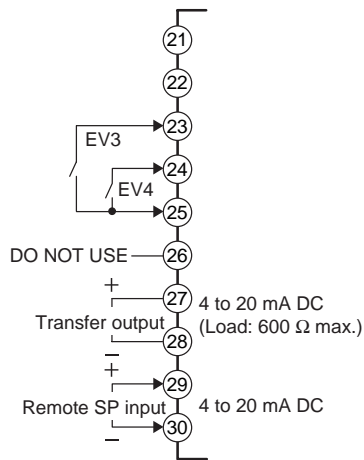 21
22
23
EV3
24
EV4
25
DO NOT USE 26
+
27
4 to 20 mA DC
Transfer output
(Load: 600 Ω max.)
28
–
+
29
Remote SP input
4 to 20 mA DC
30
–